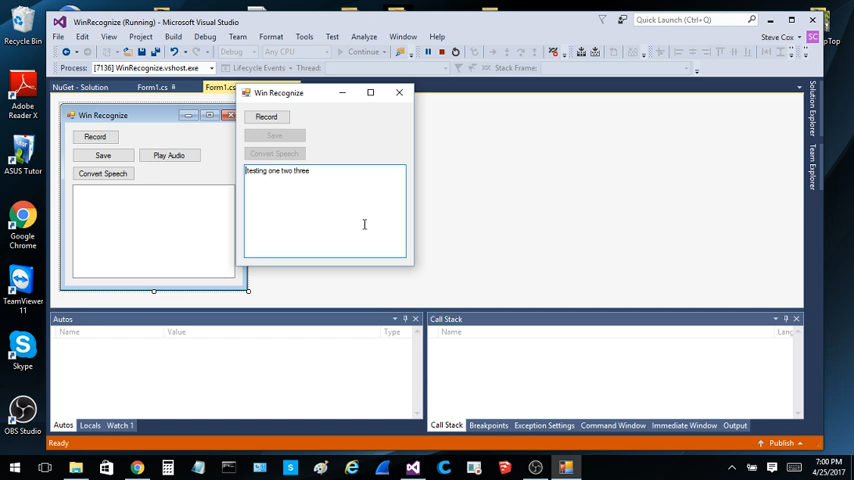 Recycle Bin
Adobe Reader X
ASUS Tutor
Google Chrome
TeamViewer 11
Skype
OBS Studio
WinRecognize (Running) - Microsoft Visual Studio
Quick Launch (Ctrl+Q)
File Edit View Project Build Debug Team Format Tools Test Analyze Window Help
Steve Cox SC
Debug Any CPU Continue
Process: [7136] WinRecognize.vshost.exe Lifecycle Events Thread: Stack Frame:
NuGet - Solution Form1.cs Form1.cs
Solution Explorer
Team Explorer
Win Recognize
Record
Save Play Audio
Convert Speech
Win Recognize
Record
Save
Convert Speech
testing one two three
Autos
Name Value Type
Autos Locals Watch 1
Call Stack
Name Lang
Call Stack Breakpoints Exception Settings Command Window Immediate Window Output
Ready
Publish
7:00 PM
4/25/2017